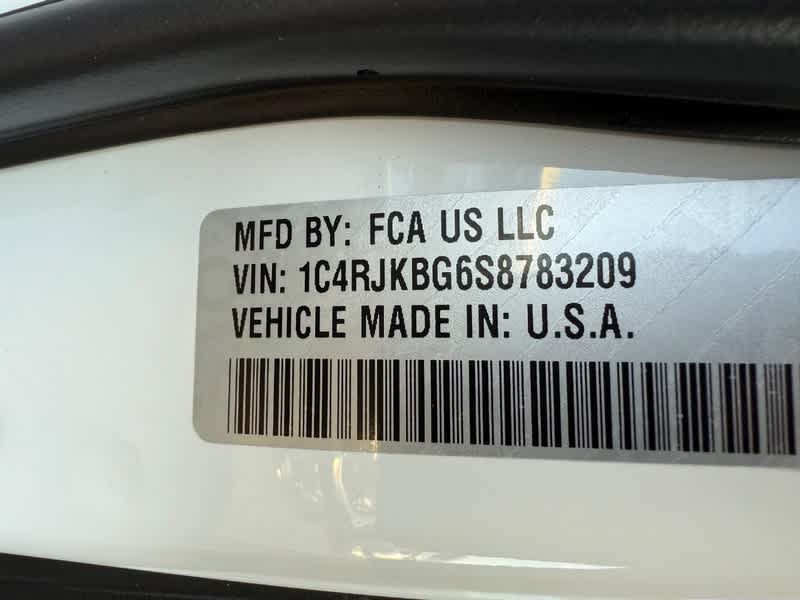 MFD BY: FCA US LLC
VIN: 1C4RJKBG6S8783209
VEHICLE MADE IN: U.S.A.